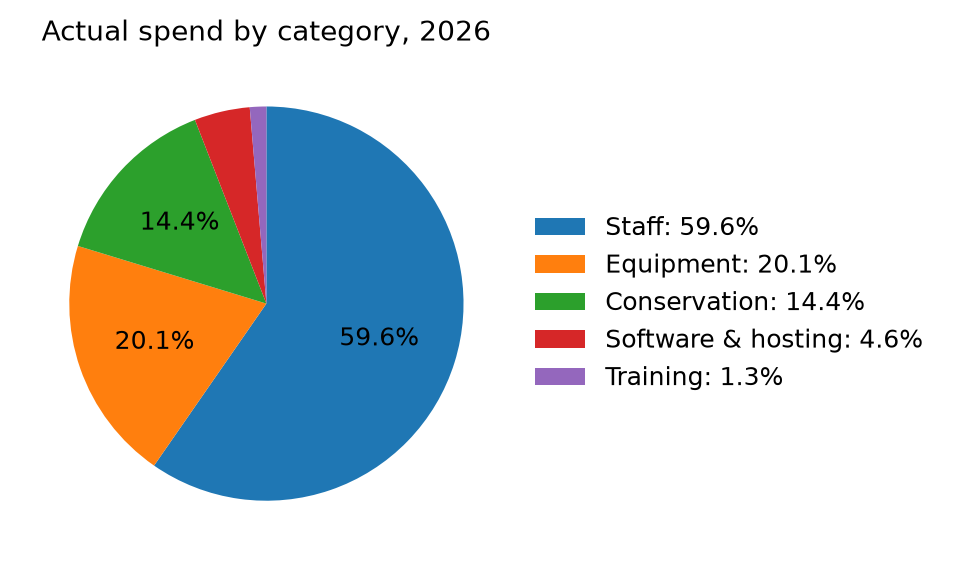 Actual spend by category, 2026
14.4%
20.1%
59.6%
Staff: 59.6%
Equipment: 20.1%
Conservation: 14.4%
Software & hosting: 4.6%
Training: 1.3%